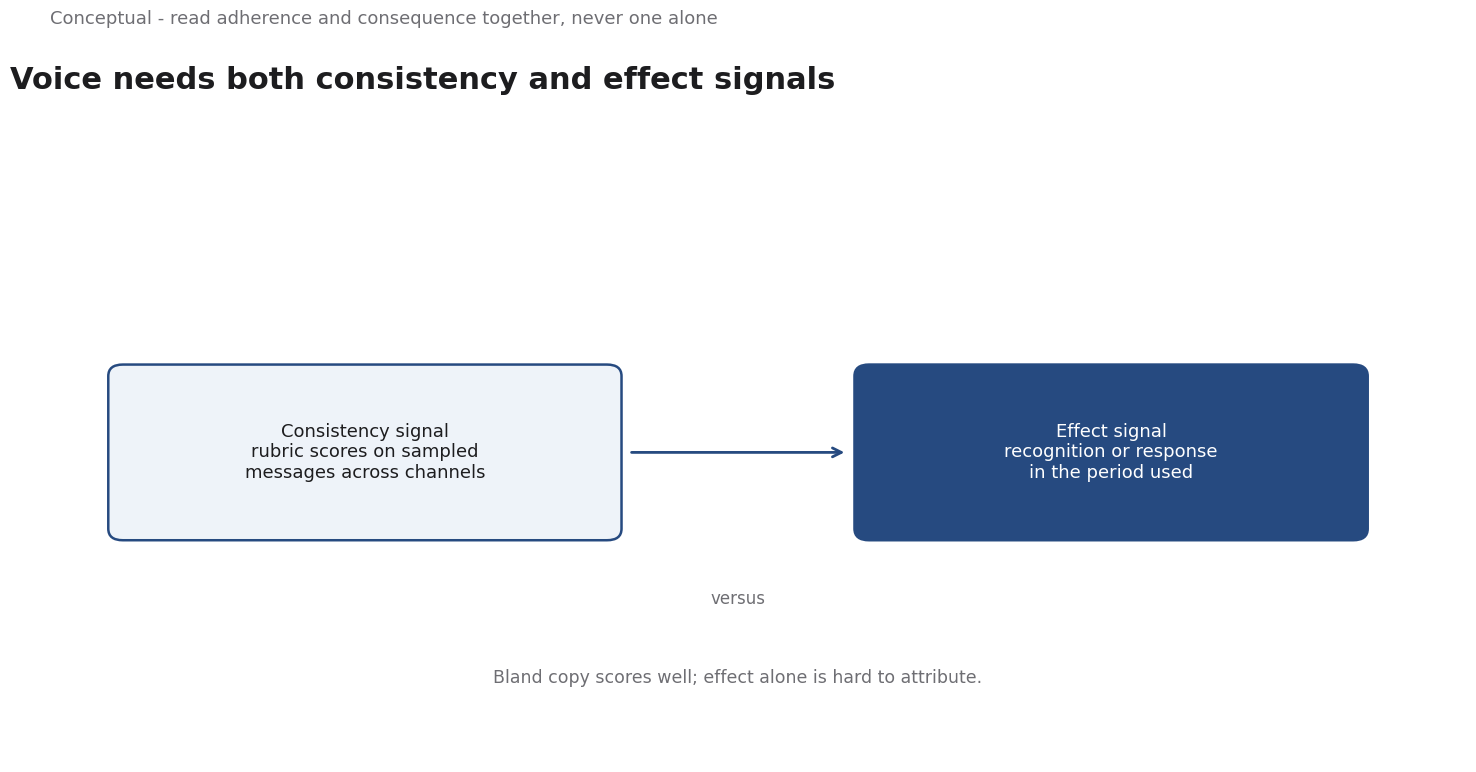 Conceptual - read adherence and consequence together, never one alone
Voice needs both consistency and effect signals
Consistency signal
rubric scores on sampled
messages across channels
Effect signal
recognition or response
in the period used
versus
Bland copy scores well; effect alone is hard to attribute.